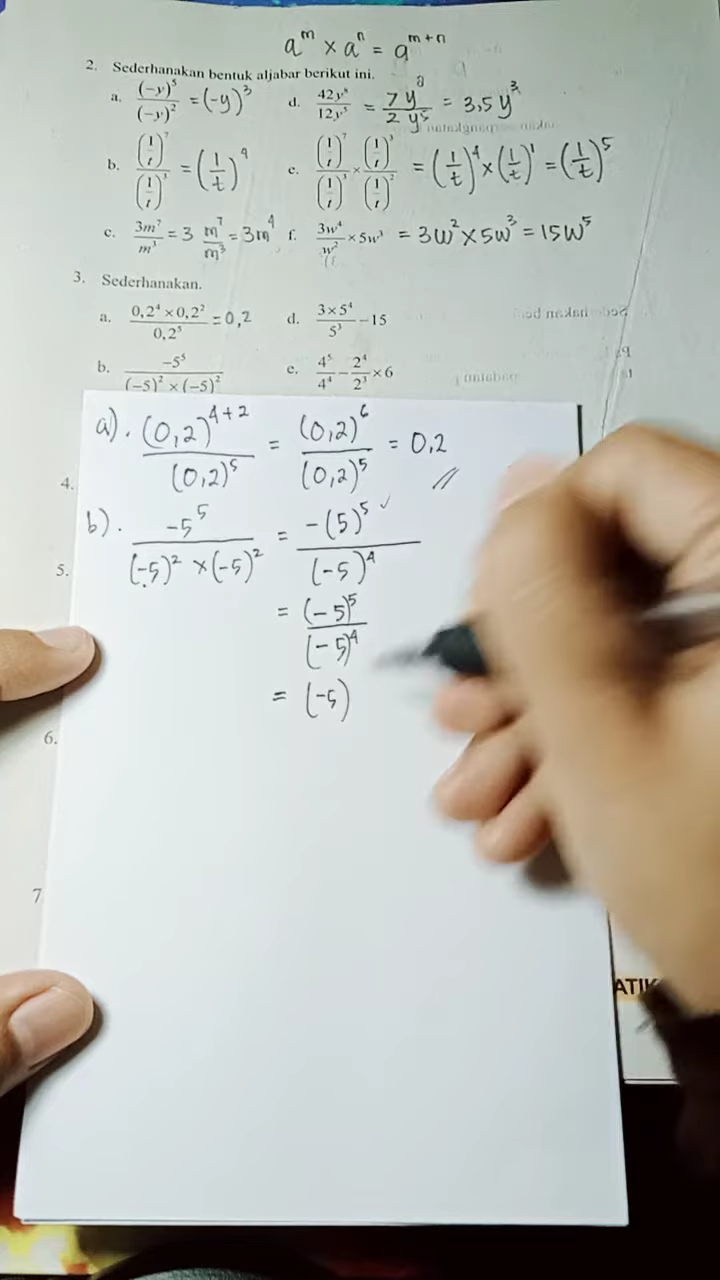 a^m × a^n = a^{m+n}
2. Sederhanakan bentuk aljabar berikut ini.
a. (-y)^5/(-y)^2 = (-y)^3 d. 42y^8/12y^5 = 7y^8/2y^5 = 3,5y^3
b. (1/t)^7/(1/t)^3 = (1/t)^4 e. (1/t)^7/(1/t)^3 × (1/t)^3/(1/t)^2 = (1/t)^4 × (1/t)^1 = (1/t)^5
c. 3m^7/m^3 = 3 m^7/m^3 = 3m^4 f. 3w^4/w^2 × 5w^3 = 3w^2 × 5w^3 = 15w^5
3. Sederhanakan.
a. 0,2^4 × 0,2^2/0,2^5 = 0,2 d. 3 × 5^4/5^3 - 15
b. -5^5/(-5)^2 × (-5)^2 e. 4^5/4^4 - 2^4/2^3 × 6
a). (0,2)^{4+2}/(0,2)^5 = (0,2)^6/(0,2)^5 = 0,2 //
4.
b). -5^5/(-5)^2 × (-5)^2 = -(5)^5/(-5)^4 ✓
5.
= (-5)^5/(-5)^4
= (-5)
6.
7
ATIK